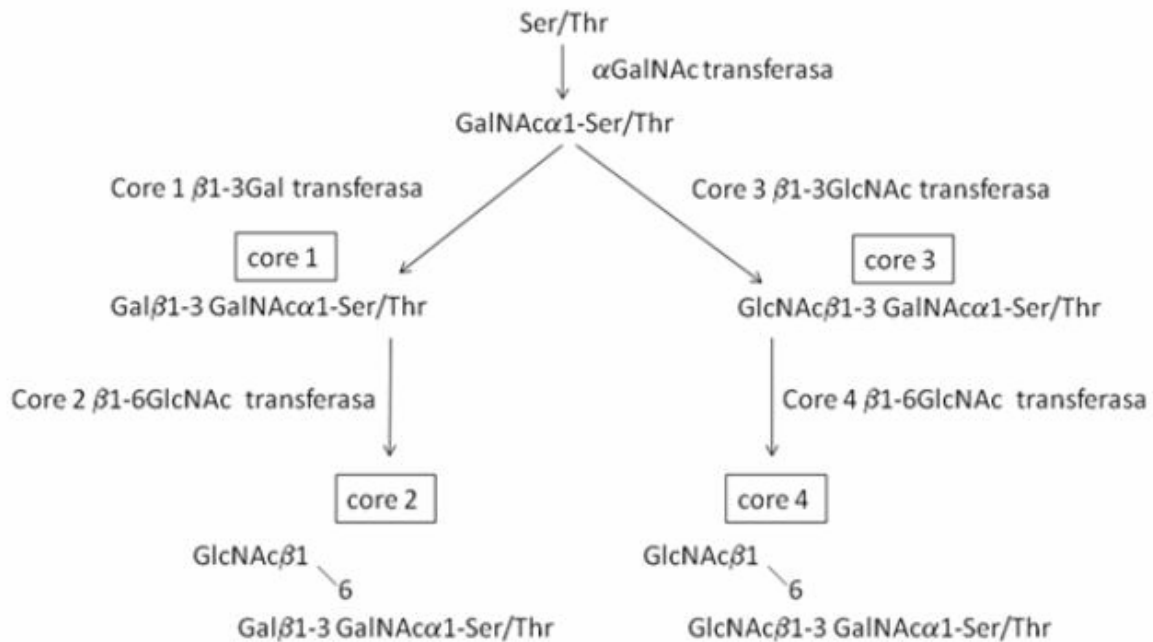 Ser/Thr
αGalNAc transferasa
GalNAcα1-Ser/Thr
Core 1 β1-3Gal transferasa
Core 3 β1-3GlcNAc transferasa
core 1
core 3
Galβ1-3 GalNAcα1-Ser/Thr
GlcNAcβ1-3 GalNAcα1-Ser/Thr
Core 2 β1-6GlcNAc transferasa
Core 4 β1-6GlcNAc transferasa
core 2
core 4
GlcNAcβ1
GlcNAcβ1
6
6
Galβ1-3 GalNAcα1-Ser/Thr
GlcNAcβ1-3 GalNAcα1-Ser/Thr